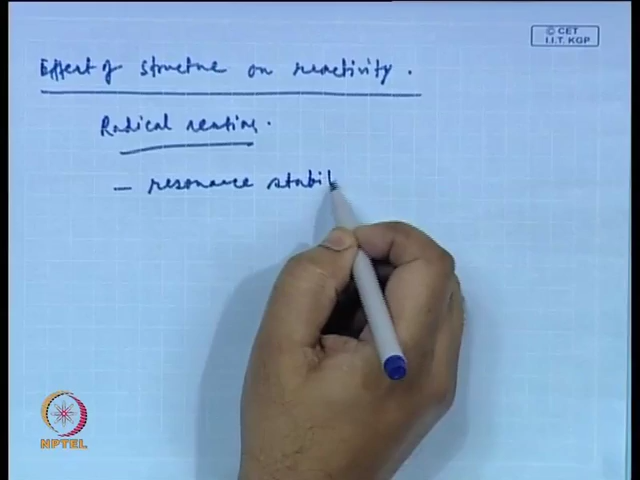 © CET
I.I.T. KGP
Effect of structure on reactivity.
Radical reactions.
- resonance stabil
NPTEL